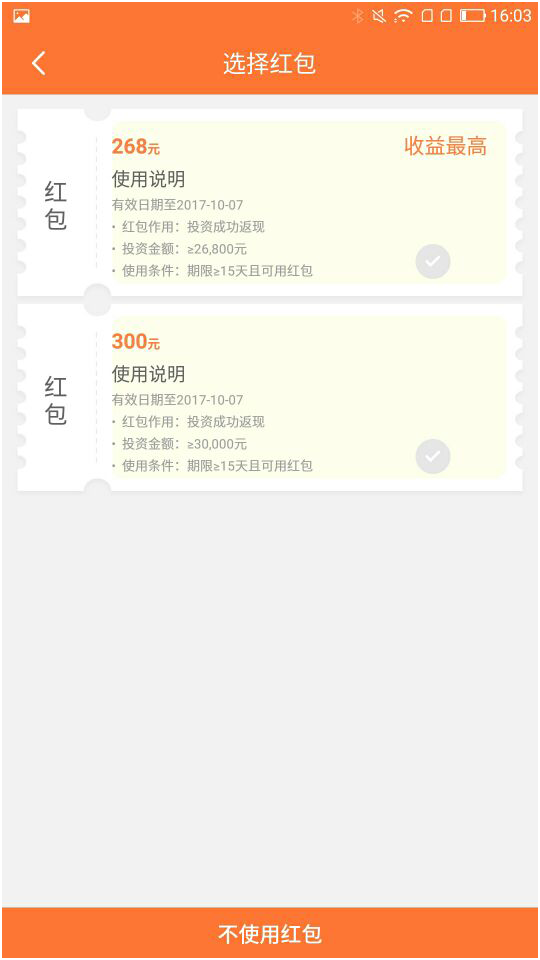 16:03
选择红包
268元
收益最高
红包
使用说明
有效日期至2017-10-07
· 红包作用：投资成功返现
· 投资金额：≥26,800元
· 使用条件：期限≥15天且可用红包
300元
红包
使用说明
有效日期至2017-10-07
· 红包作用：投资成功返现
· 投资金额：≥30,000元
· 使用条件：期限≥15天且可用红包
不使用红包